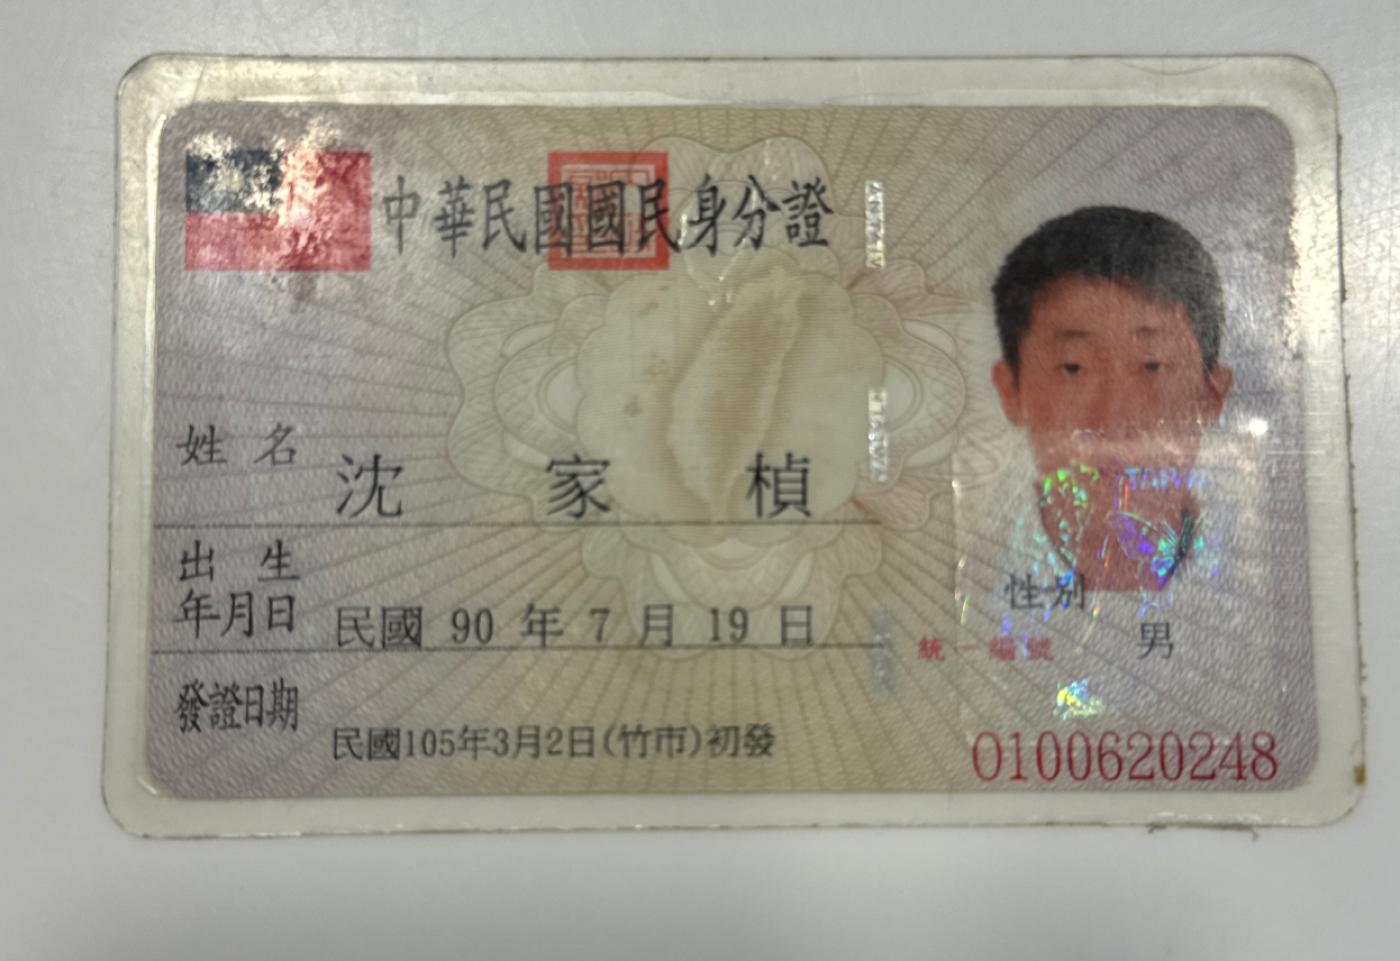 中華民國國民身分證
姓名 沈家楨
出生年月日 民國 90 年 7 月 19 日
性別 男
發證日期 民國105年3月2日(竹市)初發
統一編號
O100620248
TAIWAN